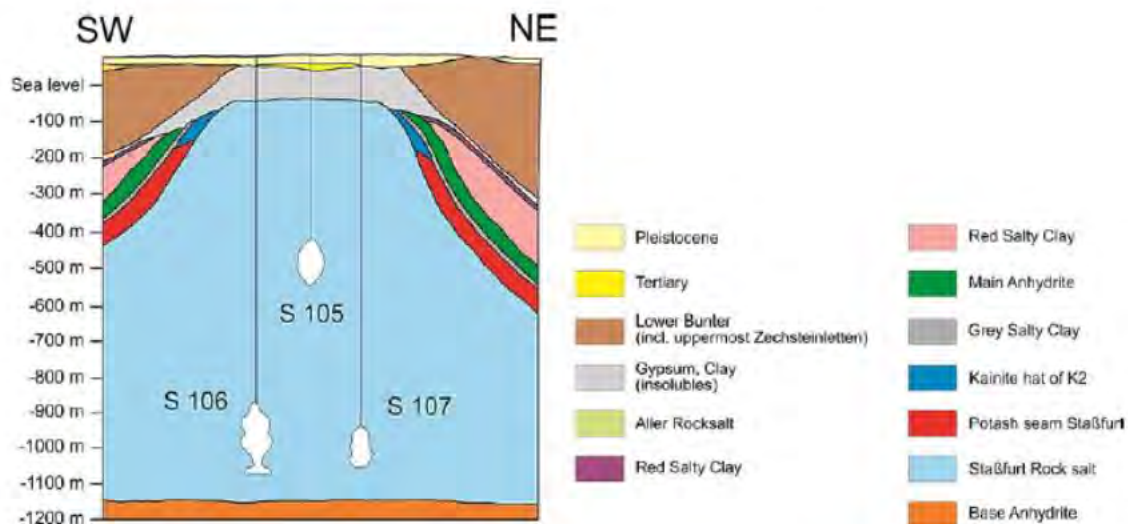 SW
NE
Sea level
-100 m
-200 m
-300 m
-400 m
-500 m
-600 m
-700 m
-800 m
-900 m
-1000 m
-1100 m
-1200 m
S 105
S 106
S 107
Pleistocene
Tertiary
Lower Bunter
(incl. uppermost Zechsteinletten)
Gypsum, Clay
(insolubles)
Aller Rocksalt
Red Salty Clay
Red Salty Clay
Main Anhydrite
Grey Salty Clay
Kainite hat of K2
Potash seam Staßfurt
Staßfurt Rock salt
Base Anhydrite